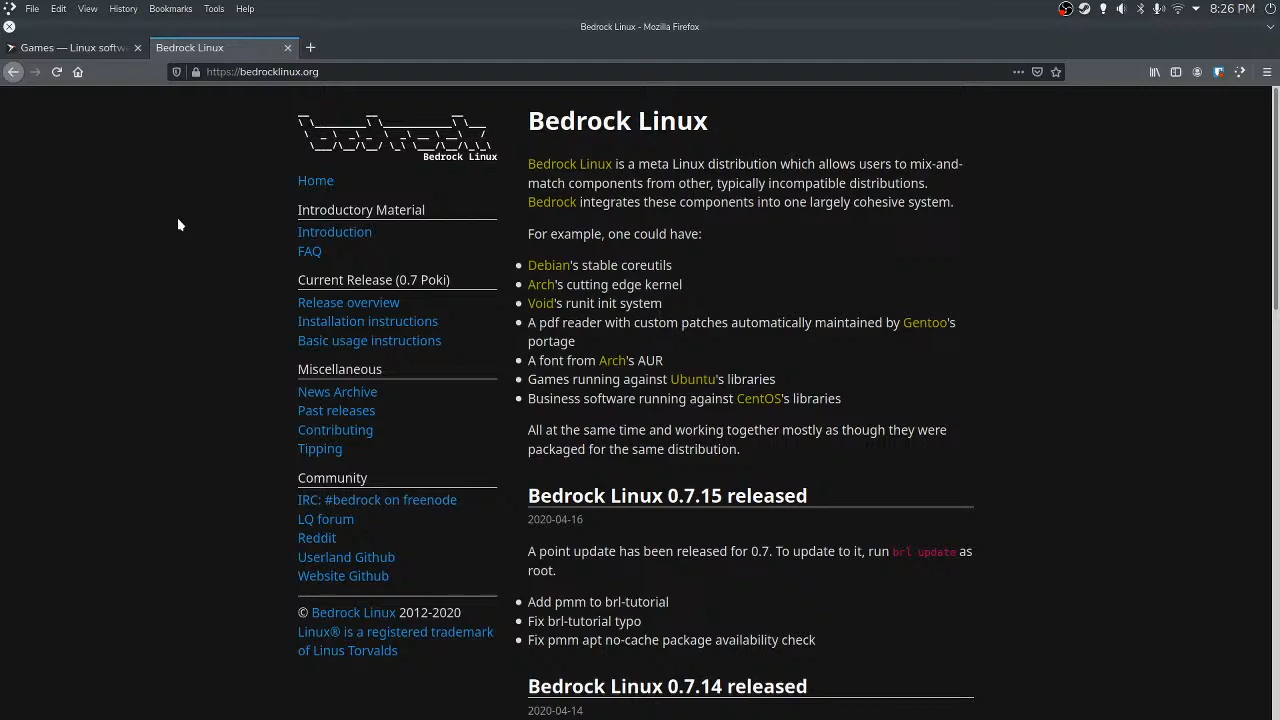 File Edit View History Bookmarks Tools Help 8:26 PM
Bedrock Linux - Mozilla Firefox
Games — Linux softw Bedrock Linux
https://bedrocklinux.org
Bedrock Linux
Home
Introductory Material
Introduction
FAQ
Current Release (0.7 Poki)
Release overview
Installation instructions
Basic usage instructions
Miscellaneous
News Archive
Past releases
Contributing
Tipping
Community
IRC: #bedrock on freenode
LQ forum
Reddit
Userland Github
Website Github
© Bedrock Linux 2012-2020
Linux® is a registered trademark
of Linus Torvalds
Bedrock Linux
Bedrock Linux is a meta Linux distribution which allows users to mix-and-
match components from other, typically incompatible distributions.
Bedrock integrates these components into one largely cohesive system.
For example, one could have:
Debian's stable coreutils
Arch's cutting edge kernel
Void's runit init system
A pdf reader with custom patches automatically maintained by Gentoo's
portage
A font from Arch's AUR
Games running against Ubuntu's libraries
Business software running against CentOS's libraries
All at the same time and working together mostly as though they were
packaged for the same distribution.
Bedrock Linux 0.7.15 released
2020-04-16
A point update has been released for 0.7. To update to it, run brl update as
root.
Add pmm to brl-tutorial
Fix brl-tutorial typo
Fix pmm apt no-cache package availability check
Bedrock Linux 0.7.14 released
2020-04-14